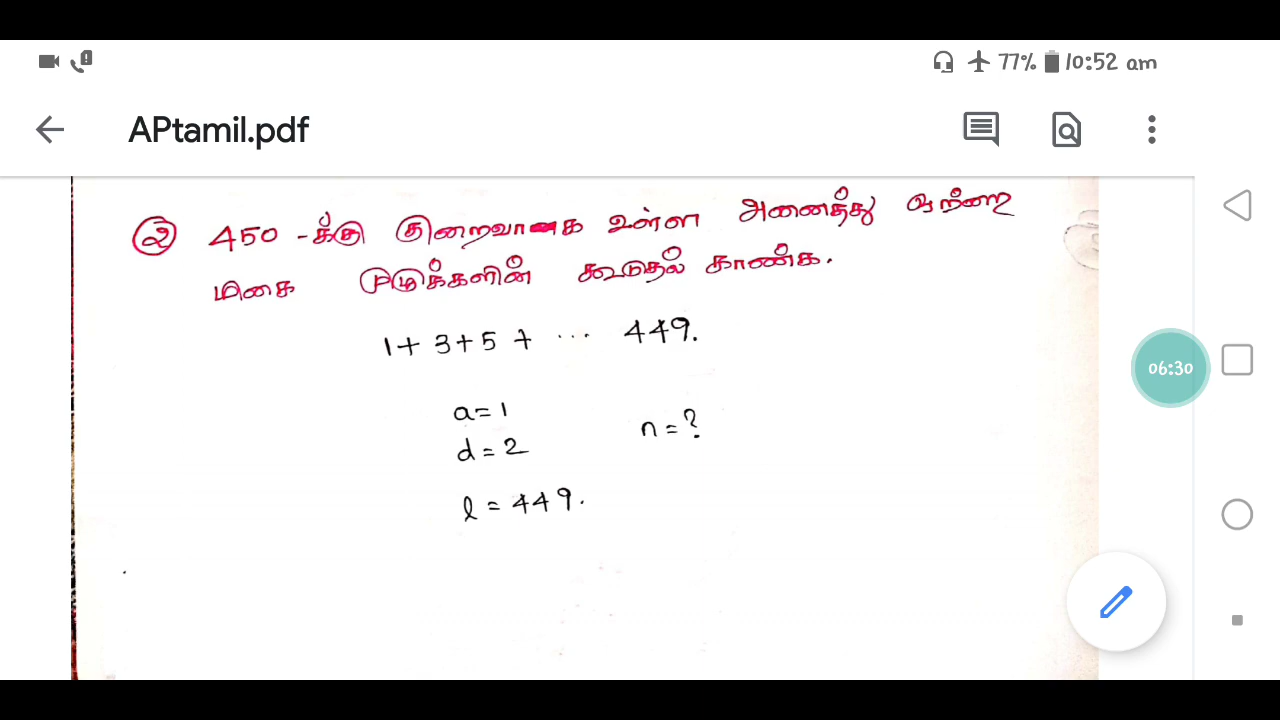 77% 10:52 am
APtamil.pdf
② 450 -க்கு குறைவாக உள்ள அனைத்து ஒற்றை
மிகை முழுக்களின் கூடுதல் காண்க.
1 + 3 + 5 + ... 449.
a = 1
n = ?
d = 2
l = 449.
06:30